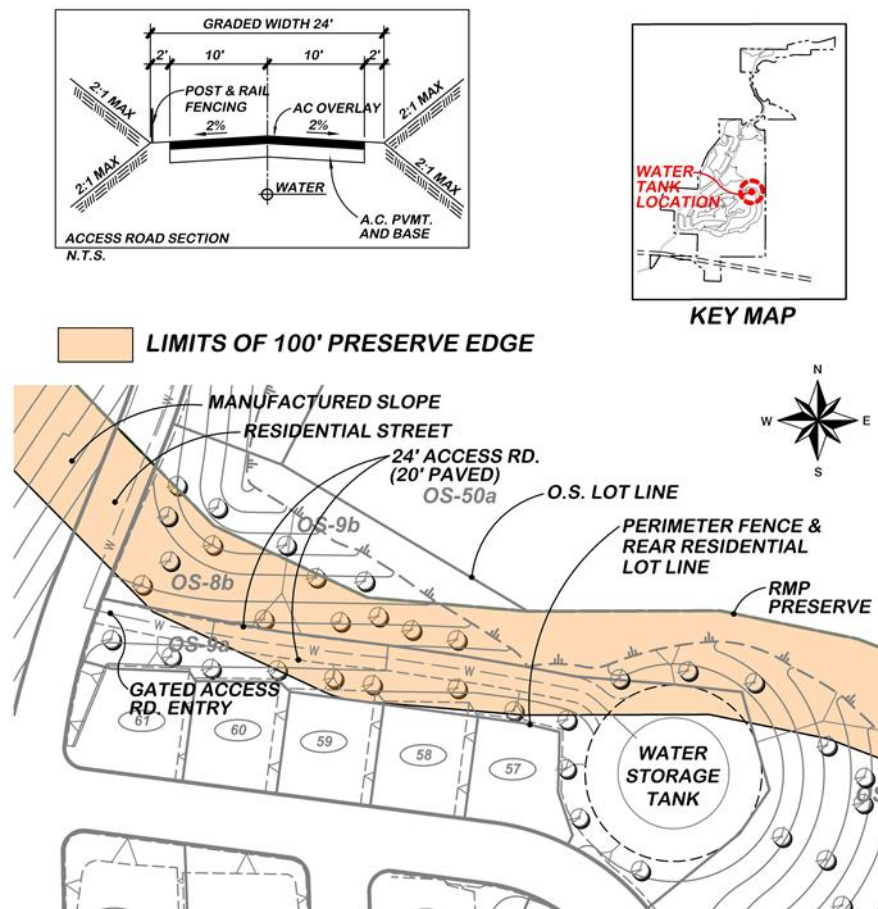 GRADED WIDTH 24'
2'
10'
10'
2'
2:1 MAX
POST & RAIL
FENCING
AC OVERLAY
2:1 MAX
2%
2%
2:1 MAX
WATER
2:1 MAX
A.C. PVMT.
AND BASE
ACCESS ROAD SECTION
N.T.S.
WATER
TANK
LOCATION
KEY MAP
LIMITS OF 100' PRESERVE EDGE
N
W
E
S
MANUFACTURED SLOPE
RESIDENTIAL STREET
24' ACCESS RD.
(20' PAVED)
OS-50a
O.S. LOT LINE
OS-9b
PERIMETER FENCE &
REAR RESIDENTIAL
LOT LINE
W
W
OS-8b
RMP
PRESERVE
W
W
W
OS-9a
GATED ACCESS
RD. ENTRY
61
60
59
58
57
WATER
STORAGE
TANK